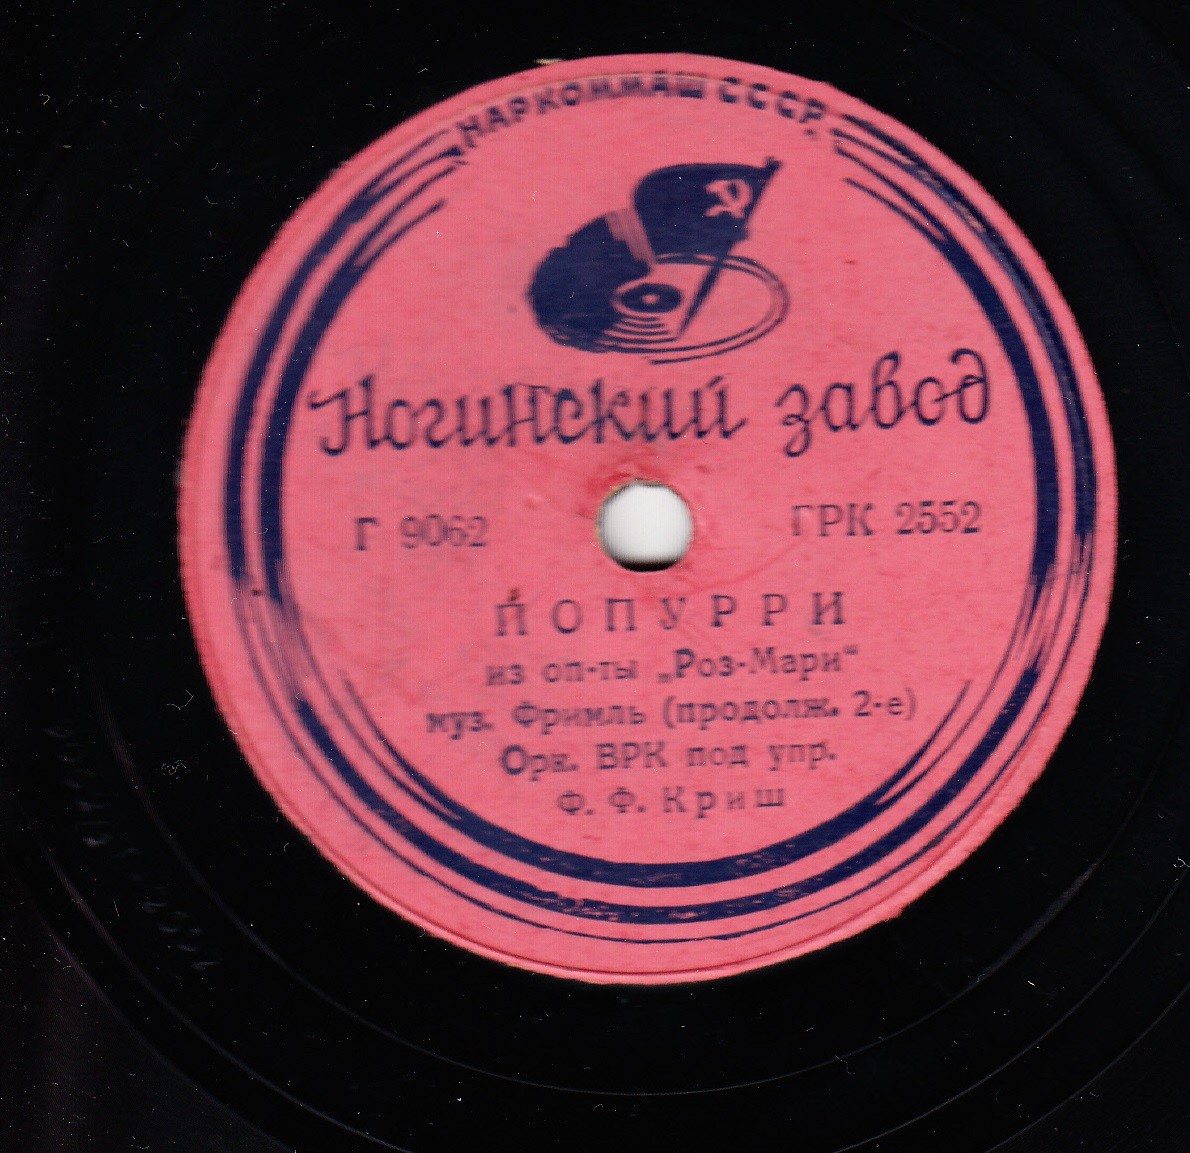 НАРКОММАШ СССР
Ногинский завод
Г 9062 ГРК 2552
ПОПУРРИ
из оп-ты „Роз-Мари“
муз. Фримль (продолж. 2-е)
Орк. ВРК под упр.
Ф. Ф. Криш